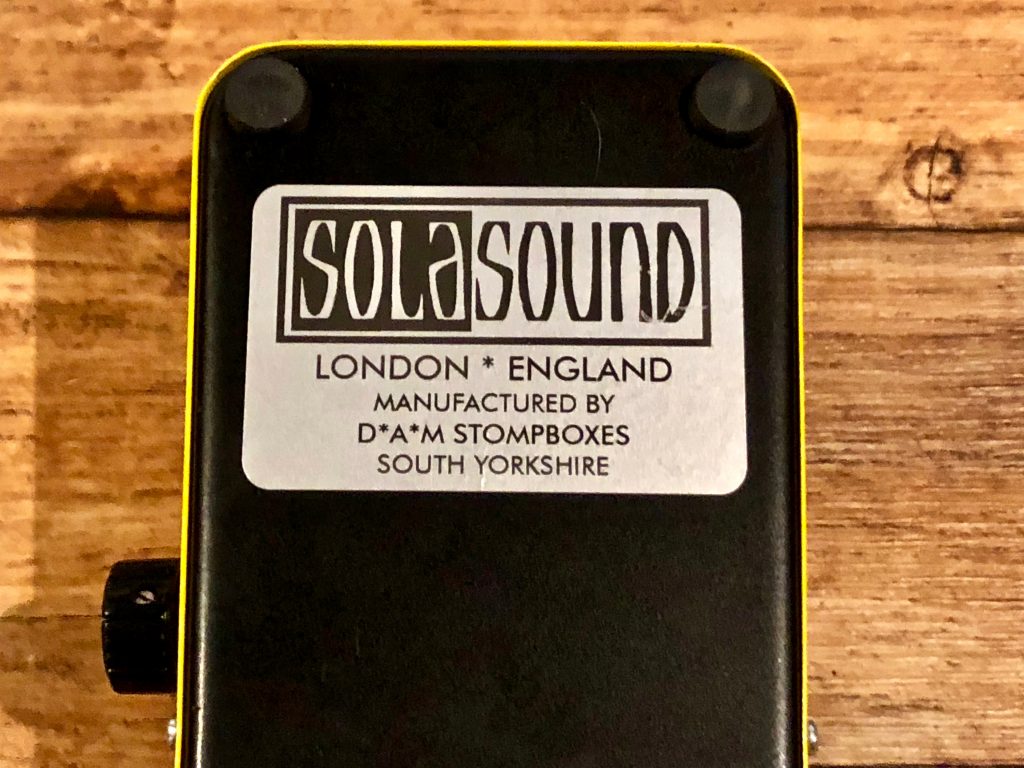 SOLASOUND
LONDON * ENGLAND
MANUFACTURED BY
D*A*M STOMPBOXES
SOUTH YORKSHIRE